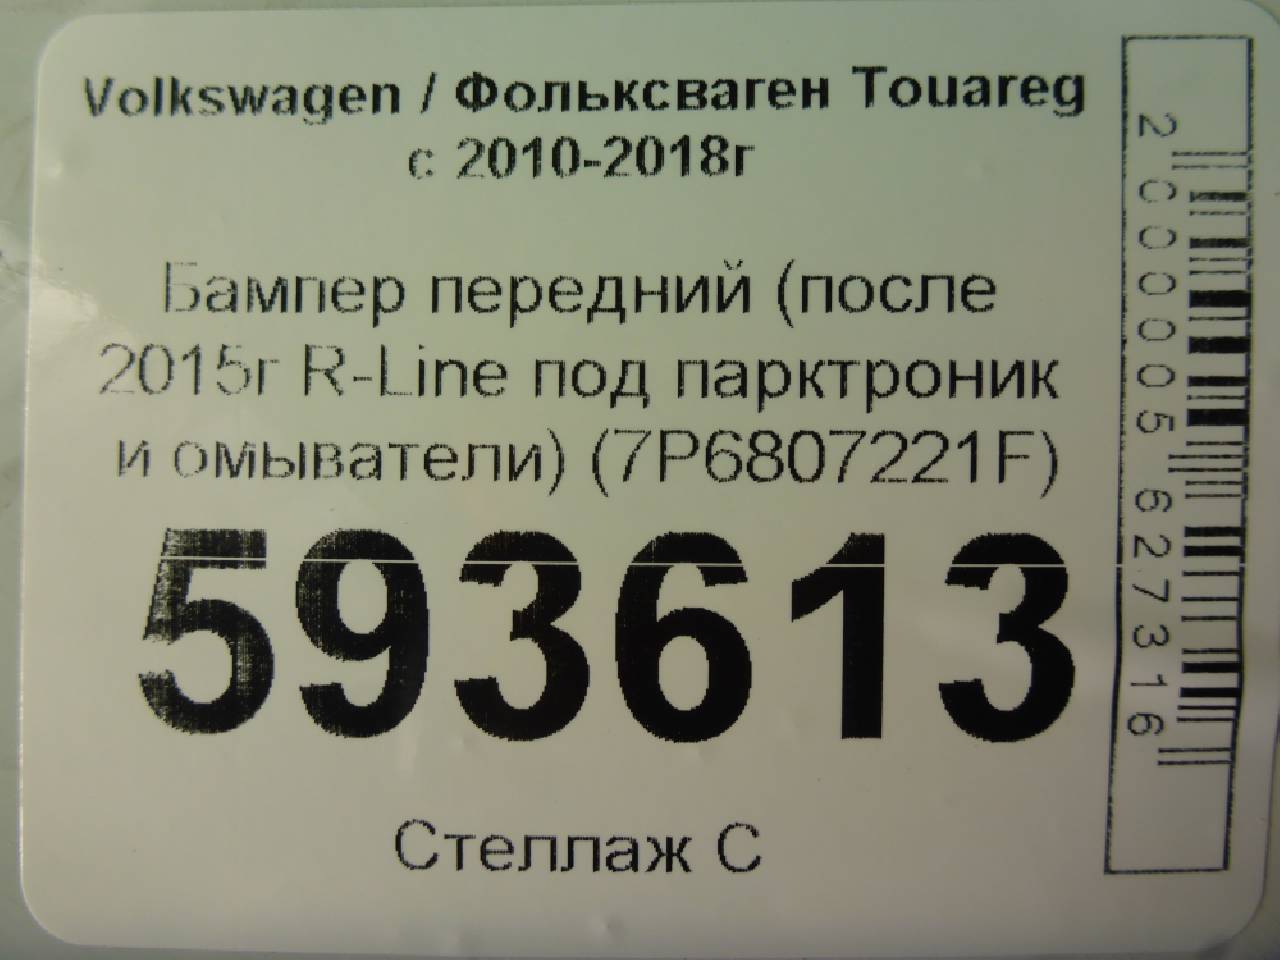 Volkswagen / Фольксваген Touareg
с 2010-2018г
Бампер передний (после
2015г R-Line под парктроник
и омыватели) (7P6807221F)
593613
Стеллаж С
2000005627316